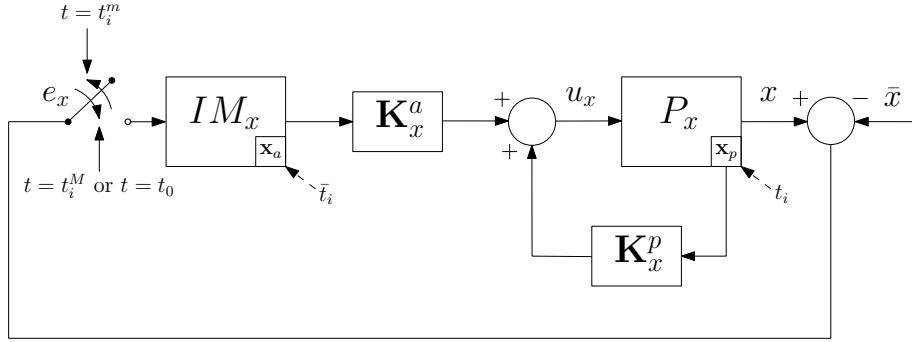 t = t_i^m
e_x
IM_x
x_a
K_x^a
+
+
u_x
P_x
x_p
x
+
−
x̄
t = t_i^M or t = t_0
t̄_i
t_i
K_x^p